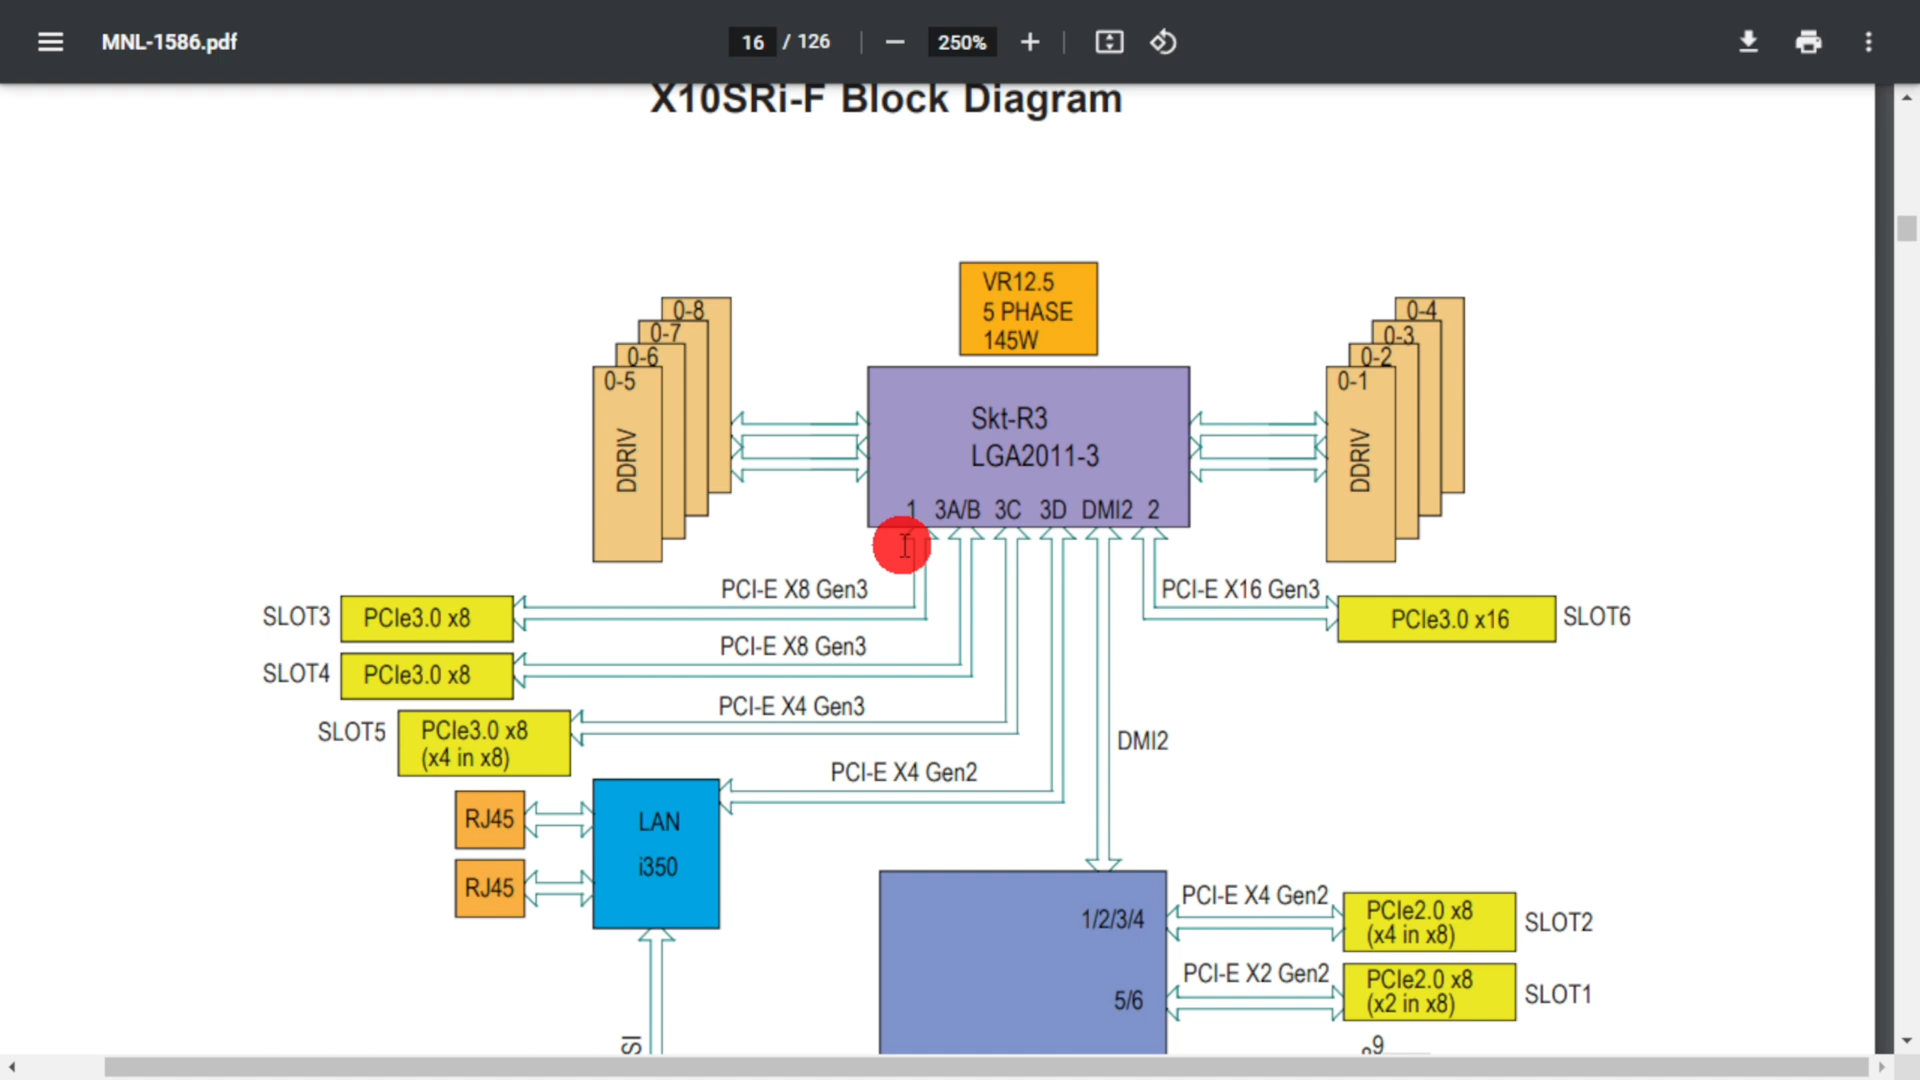 MNL-1586.pdf
16 / 126
250%
X10SRi-F Block Diagram
VR12.5
5 PHASE
145W
0-8
0-7
0-6
0-5
DDRIV
0-4
0-3
0-2
0-1
DDRIV
Skt-R3
LGA2011-3
1 3A/B 3C 3D DMI2 2
PCI-E X8 Gen3
PCI-E X16 Gen3
SLOT3 PCIe3.0 x8
PCIe3.0 x16 SLOT6
PCI-E X8 Gen3
SLOT4 PCIe3.0 x8
PCI-E X4 Gen3
SLOT5 PCIe3.0 x8
(x4 in x8)
DMI2
PCI-E X4 Gen2
RJ45
RJ45
LAN
i350
1/2/3/4
PCI-E X4 Gen2
PCIe2.0 x8
(x4 in x8)
SLOT2
5/6
PCI-E X2 Gen2
PCIe2.0 x8
(x2 in x8)
SLOT1
SI